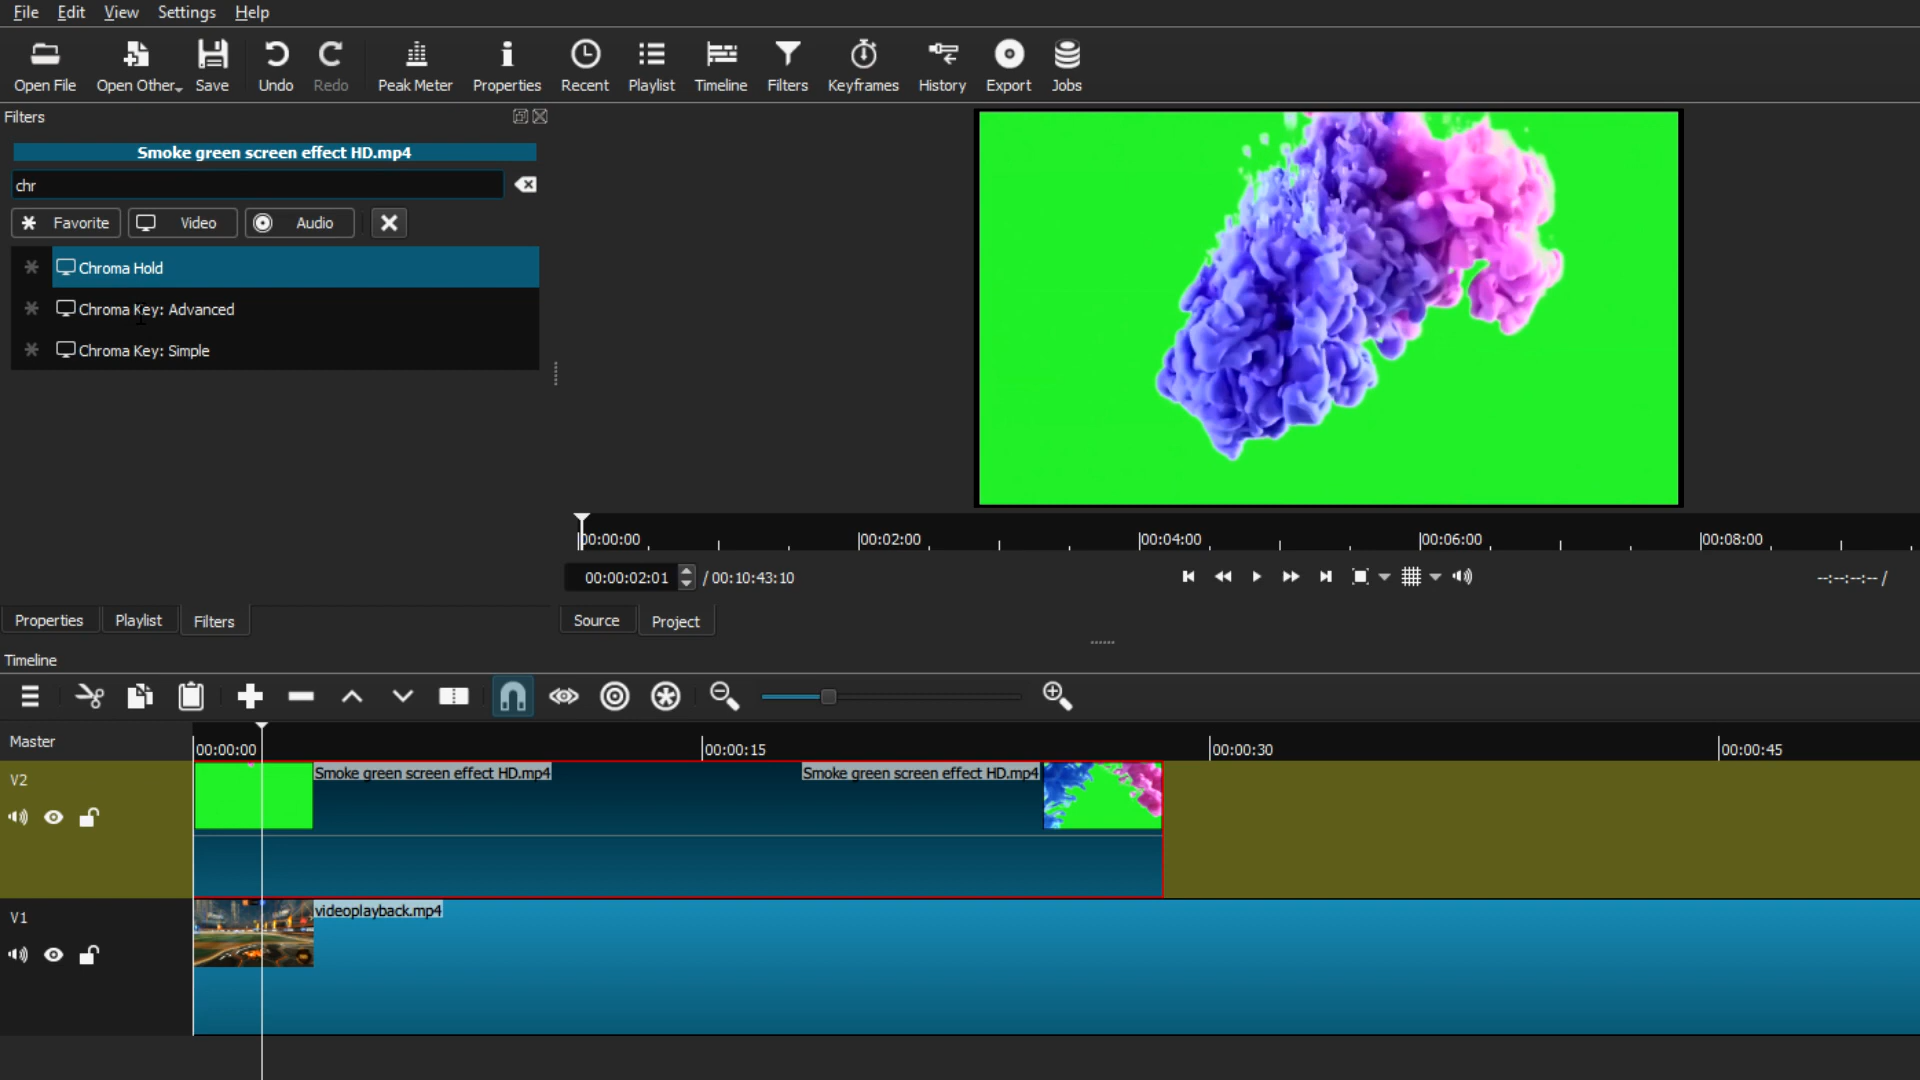 File Edit View Settings Help
Open File Open Other Save Undo Redo Peak Meter Properties Recent Playlist Timeline Filters Keyframes History Export Jobs
Filters
Smoke green screen effect HD.mp4
chr
Favorite Video Audio
Chroma Hold
Chroma Key: Advanced
Chroma Key: Simple
00:00:00 00:02:00 00:04:00 00:06:00 00:08:00
00:00:02:01 / 00:10:43:10 --:--:--:-- /
Properties Playlist Filters Source Project
Timeline
Master 00:00:00 00:00:15 00:00:30 00:00:45
V2 Smoke green screen effect HD.mp4 Smoke green screen effect HD.mp4
V1 videoplayback.mp4